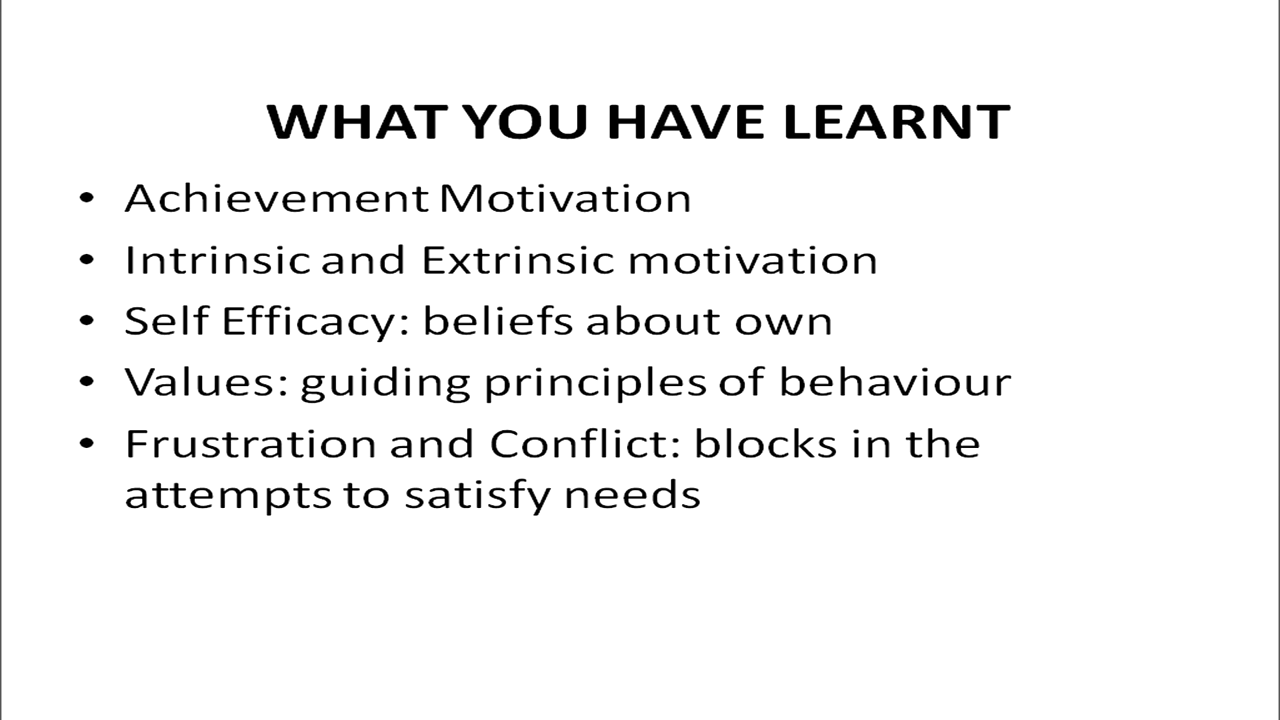 WHAT YOU HAVE LEARNT
• Achievement Motivation
• Intrinsic and Extrinsic motivation
• Self Efficacy: beliefs about own
• Values: guiding principles of behaviour
• Frustration and Conflict: blocks in the
attempts to satisfy needs